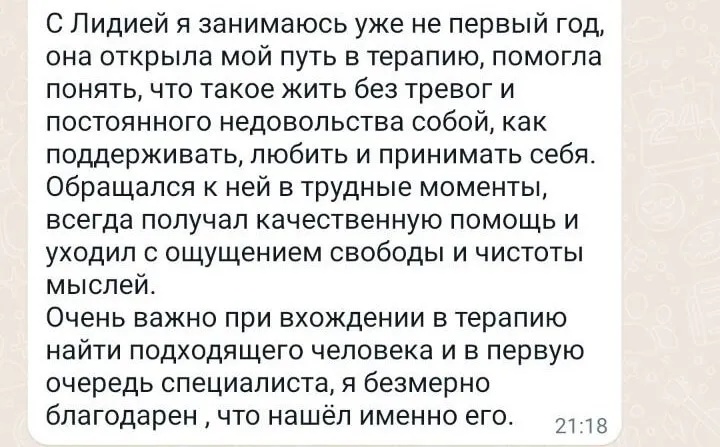 С Лидией я занимаюсь уже не первый год,
она открыла мой путь в терапию, помогла
понять, что такое жить без тревог и
постоянного недовольства собой, как
поддерживать, любить и принимать себя.
Обращался к ней в трудные моменты,
всегда получал качественную помощь и
уходил с ощущением свободы и чистоты
мыслей.
Очень важно при вхождении в терапию
найти подходящего человека и в первую
очередь специалиста, я безмерно
благодарен , что нашёл именно его.
21:18